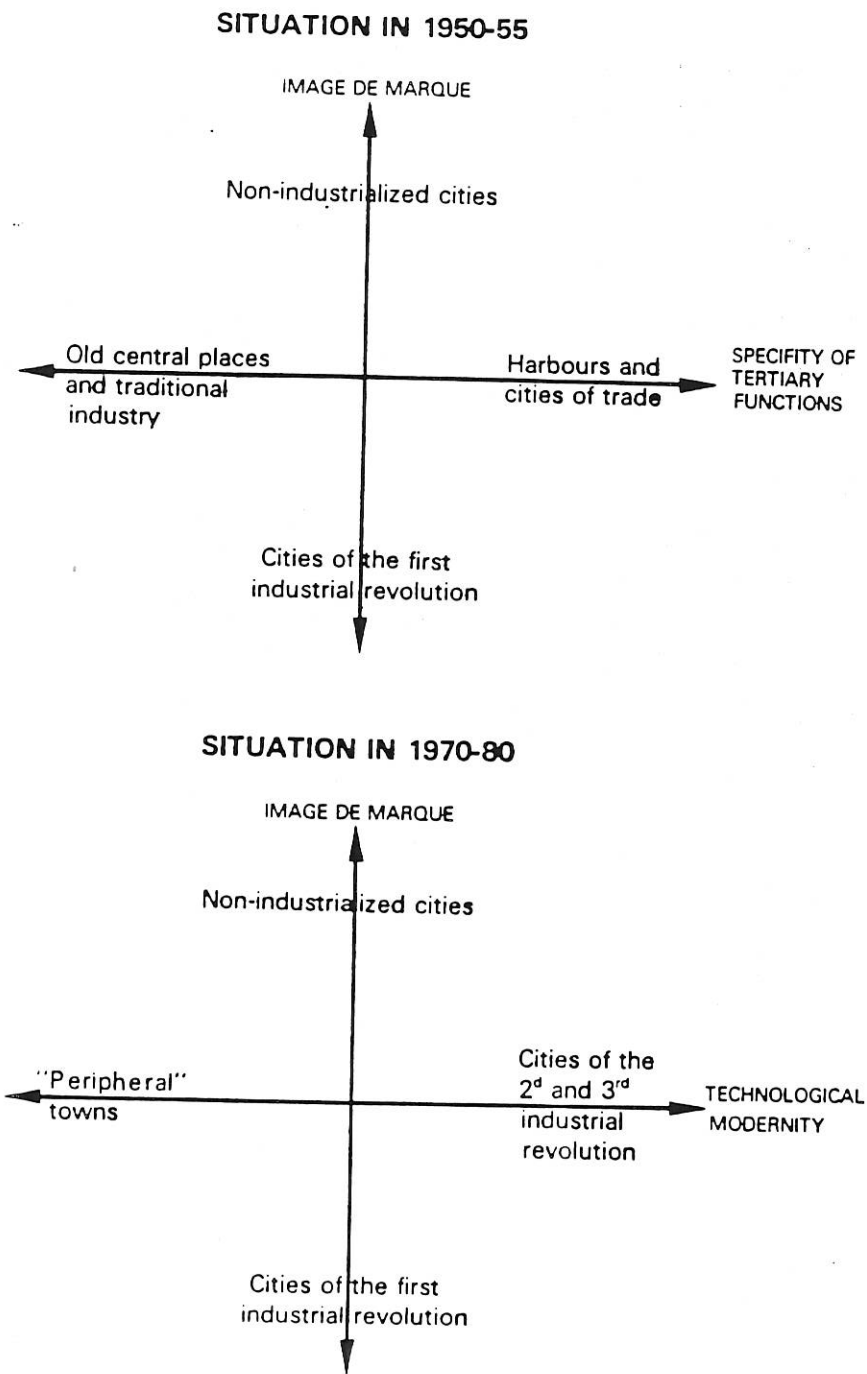 SITUATION IN 1950-55
IMAGE DE MARQUE
Non-industrialized cities
Old central places
and traditional
industry
Harbours and
cities of trade
SPECIFITY OF
TERTIARY
FUNCTIONS
Cities of the first
industrial revolution
SITUATION IN 1970-80
IMAGE DE MARQUE
Non-industrialized cities
"Peripheral"
towns
Cities of the
2ᵈ and 3ʳᵈ
industrial
revolution
TECHNOLOGICAL
MODERNITY
Cities of the first
industrial revolution